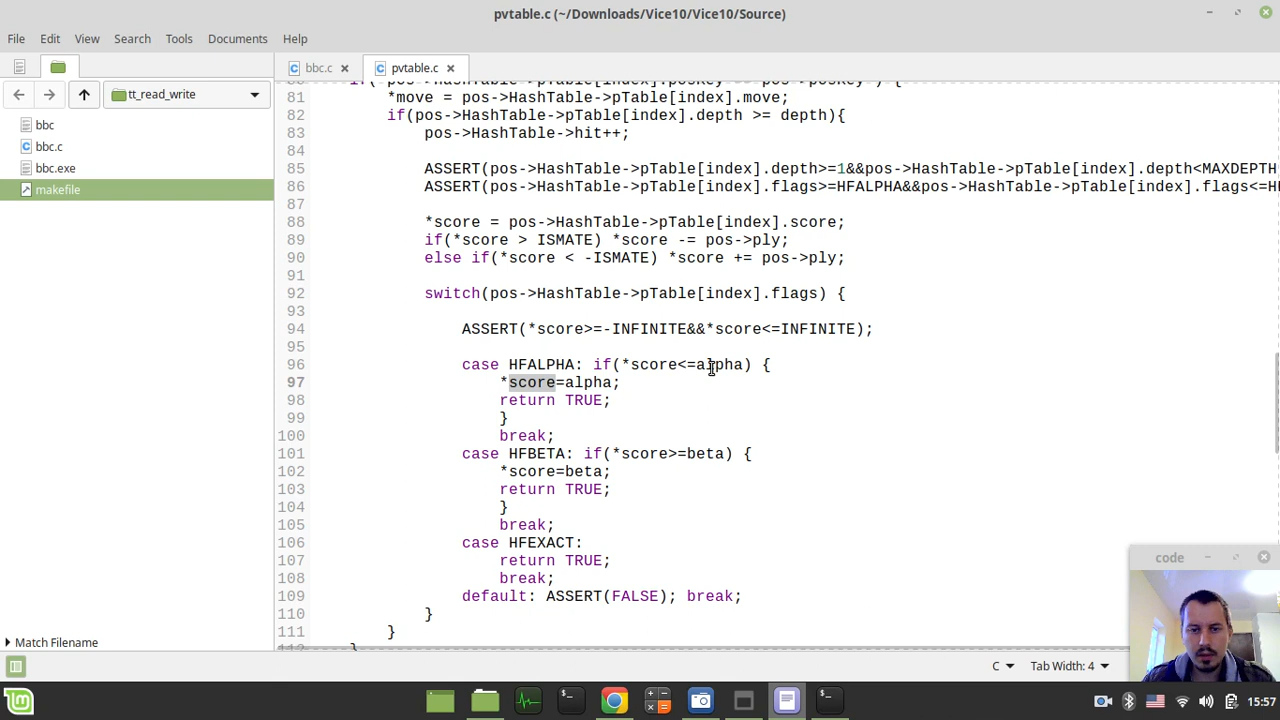 pvtable.c (~/Downloads/Vice10/Vice10/Source)
File Edit View Search Tools Documents Help
bbc.c
pvtable.c
tt_read_write
bbc
bbc.c
bbc.exe
makefile
81 *move = pos->HashTable->pTable[index].move;
82 if(pos->HashTable->pTable[index].depth >= depth){
83 pos->HashTable->hit++;
84
85 ASSERT(pos->HashTable->pTable[index].depth>=1&&pos->HashTable->pTable[index].depth<MAXDEPTH
86 ASSERT(pos->HashTable->pTable[index].flags>=HFALPHA&&pos->HashTable->pTable[index].flags<=HF
87
88 *score = pos->HashTable->pTable[index].score;
89 if(*score > ISMATE) *score -= pos->ply;
90 else if(*score < -ISMATE) *score += pos->ply;
91
92 switch(pos->HashTable->pTable[index].flags) {
93
94 ASSERT(*score>=-INFINITE&&*score<=INFINITE);
95
96 case HFALPHA: if(*score<=alpha) {
97 *score=alpha;
98 return TRUE;
99 }
100 break;
101 case HFBETA: if(*score>=beta) {
102 *score=beta;
103 return TRUE;
104 }
105 break;
106 case HFEXACT:
107 return TRUE;
108 break;
109 default: ASSERT(FALSE); break;
110 }
111 }
Match Filename
C Tab Width: 4
code
15:57